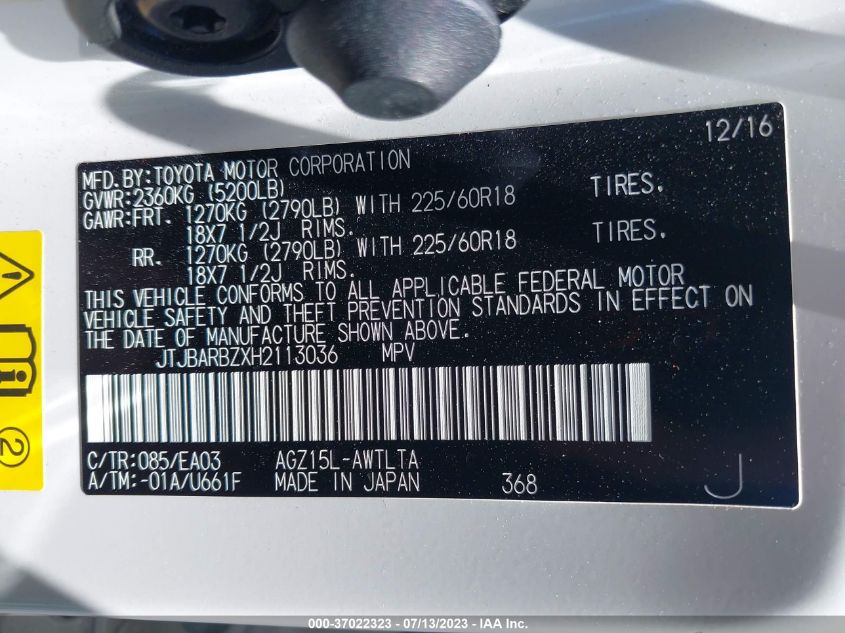 12/16
MFD.BY:TOYOTA MOTOR CORPORATION
GVWR:2360KG (5200LB)
GAWR:FRT. 1270KG (2790LB) WITH 225/60R18 TIRES.
18X7 1/2J RIMS.
RR. 1270KG (2790LB) WITH 225/60R18 TIRES.
18X7 1/2J RIMS.
THIS VEHICLE CONFORMS TO ALL APPLICABLE FEDERAL MOTOR
VEHICLE SAFETY AND THEFT PREVENTION STANDARDS IN EFFECT ON
THE DATE OF MANUFACTURE SHOWN ABOVE.
JTJBARBZXH2113036 MPV
C/TR:085/EA03 AGZ15L-AWTLTA
A/TM:-01A/U661F MADE IN JAPAN 368 J
2
000-37022323 - 07/13/2023 - IAA Inc.